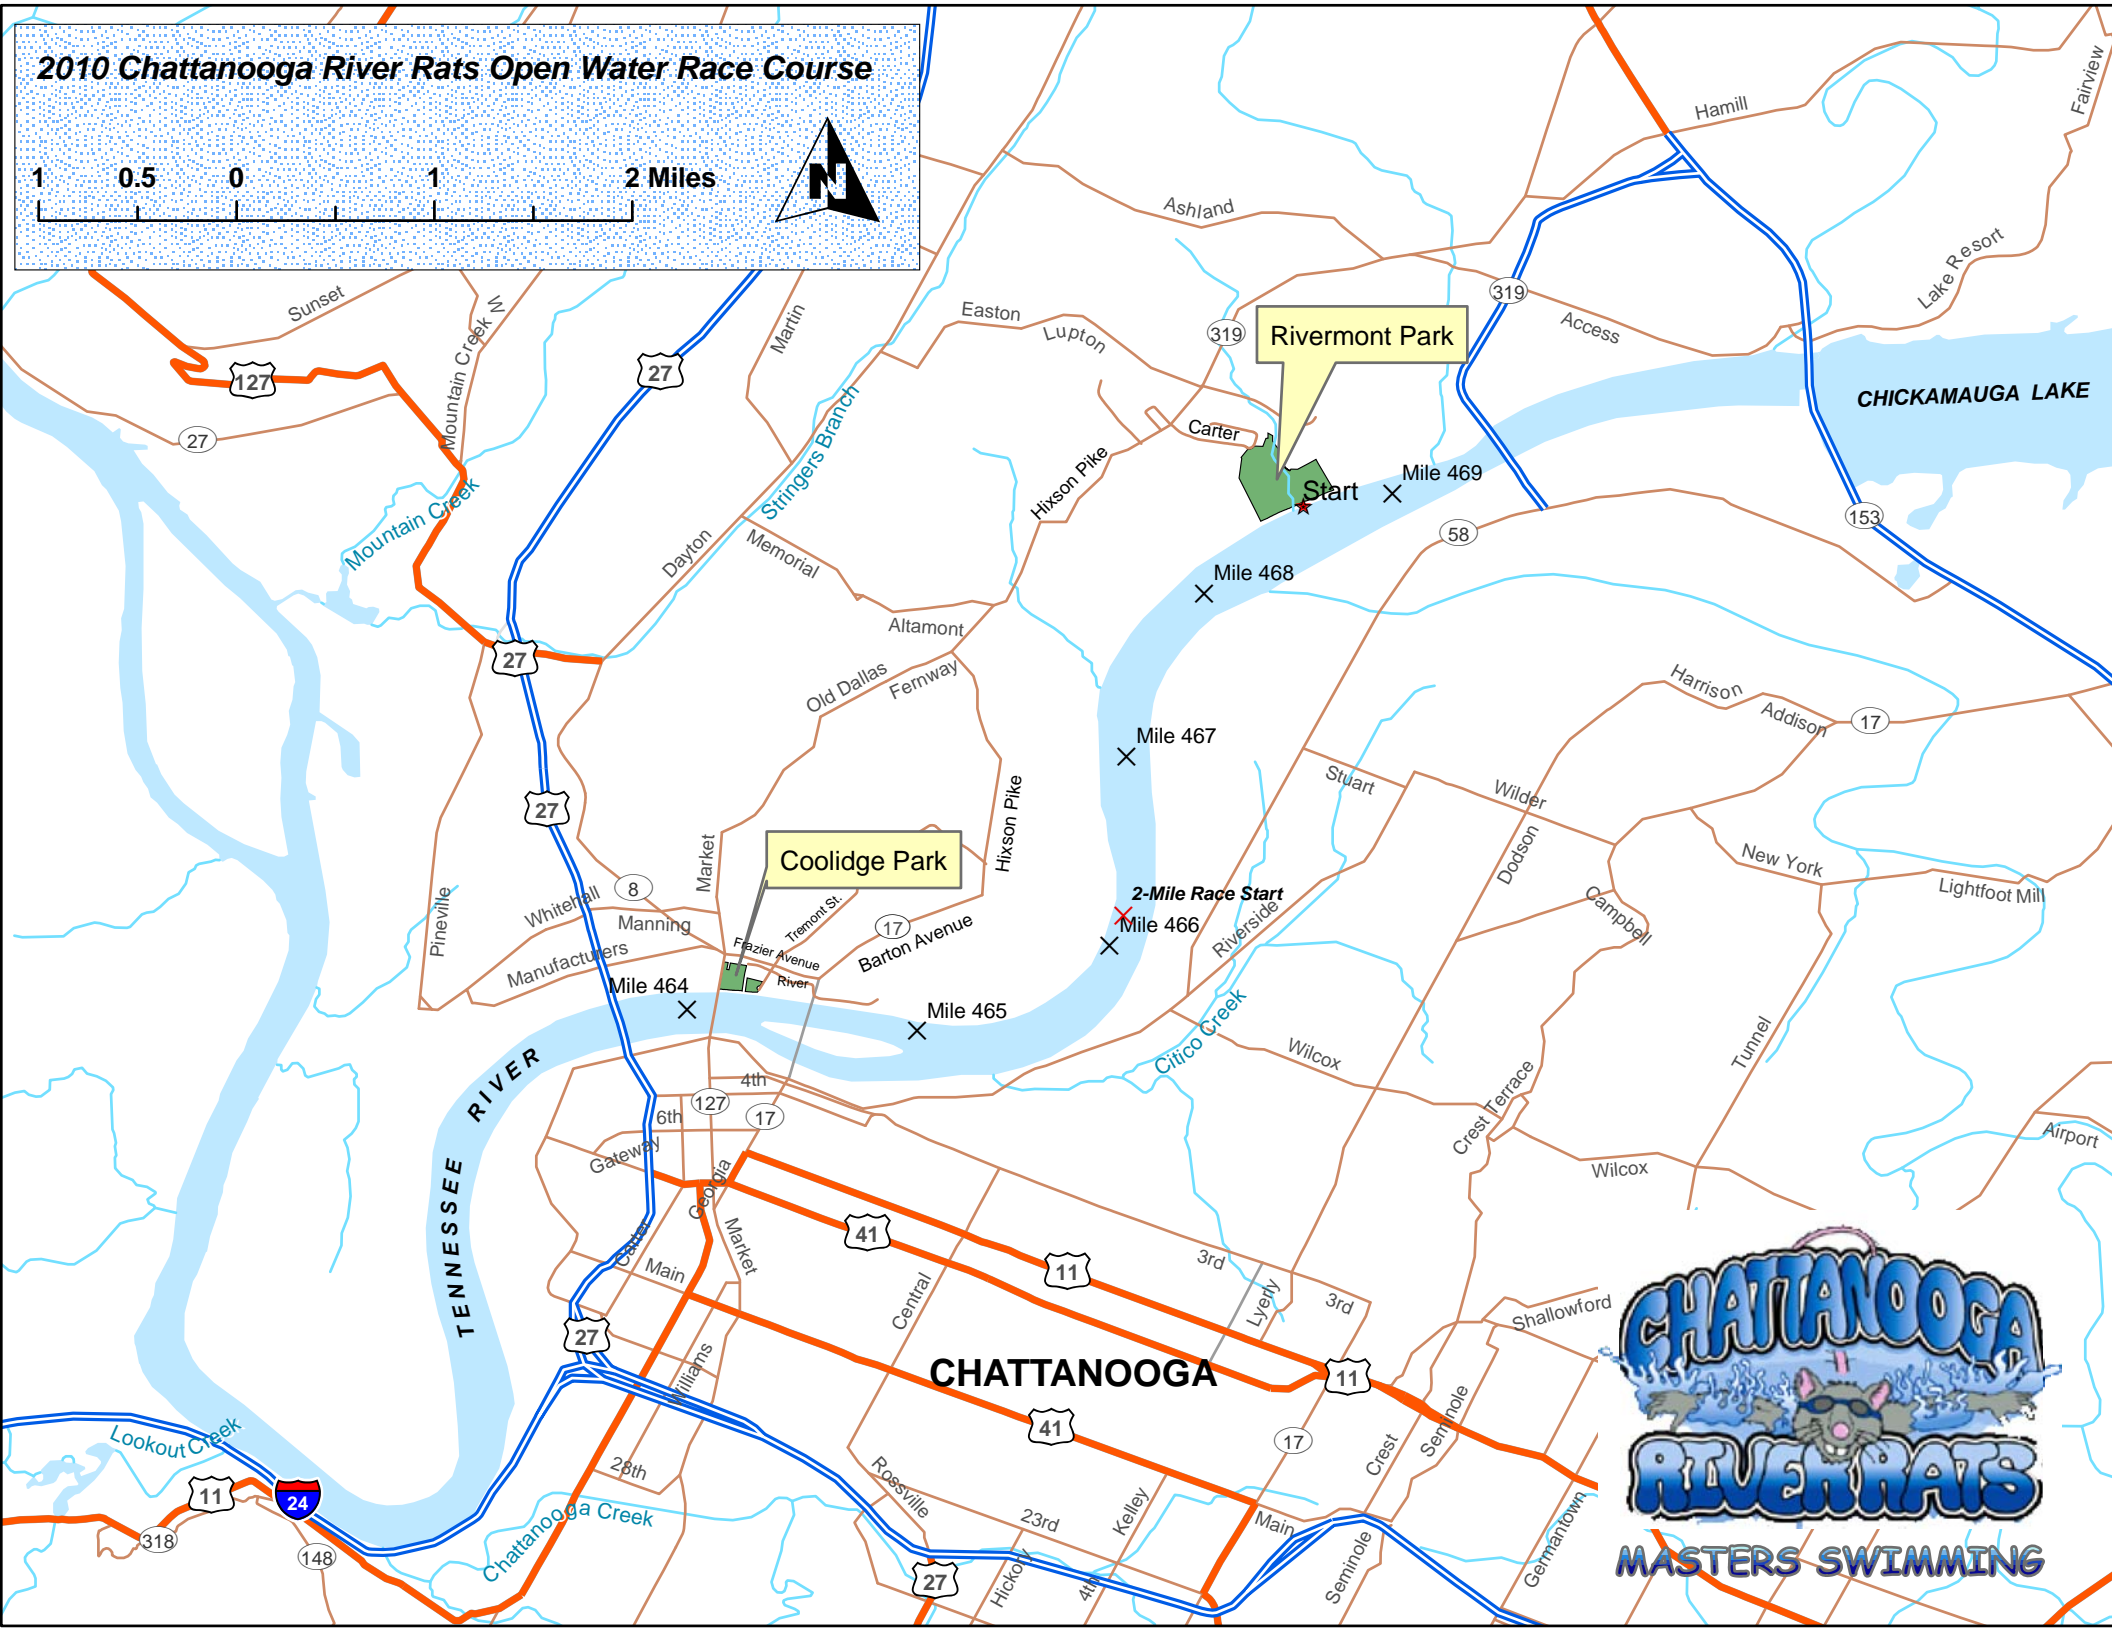 2010 Chattanooga River Rats Open Water Race Course
1 0.5 0 1 2 Miles
N
Hamill
Fairview
Ashland
Lake Resort
Sunset
Mountain Creek W
Martin
Easton
Lupton
319
319
Rivermont Park
Access
27
127
CHICKAMAUGA LAKE
Mountain Creek
27
Stringers Branch
Carter
Hixson Pike
Mile 469
Start
Mountain Creek
Dayton
Memorial
58
153
Mile 468
Altamont
27
Old Dallas
Fernway
Harrison
Addison
17
Mile 467
Stuart
Wilder
27
Hixson Pike
Dodson
Market
Coolidge Park
New York
Lightfoot Mill
8
2-Mile Race Start
Whitehall
Manning
Tremont St.
17
Barton Avenue
Mile 466
Riverside
Campbell
Pineville
Manufacturers
Frazier Avenue
River
Mile 464
Mile 465
Citico Creek
Wilcox
Tunnel
TENNESSEE RIVER
4th
127
17
6th
Crest Terrace
Airport
Gateway
Wilcox
Georgia
Carter
Market
41
11
3rd
Main
Central
Lyerly
3rd
Shallowford
27
CHATTANOOGA
11
Williams
41
17
Crest
Seminole
Lookout Creek
28th
Rossville
11
24
Chattanooga Creek
23rd
Kelley
Main
318
148
27
Hickory
4th
Seminole
Germantown
CHATTANOOGA
RIVER RATS
MASTERS SWIMMING